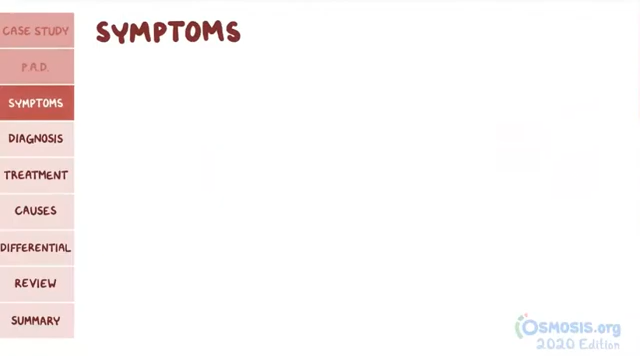 SYMPTOMS
CASE STUDY
P.A.D.
SYMPTOMS
DIAGNOSIS
TREATMENT
CAUSES
DIFFERENTIAL
REVIEW
SUMMARY
OSMOSIS.org
2020 Edition